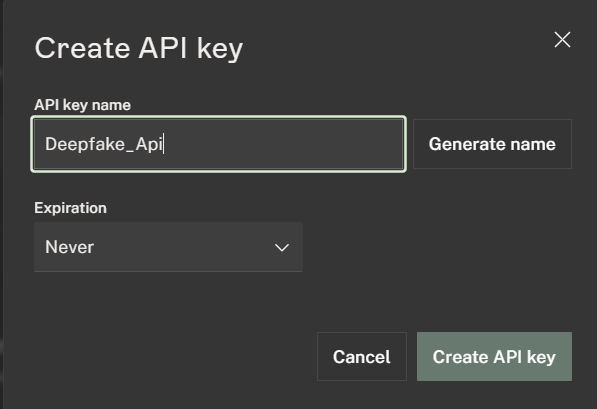 Create API key
API key name
Deepfake_Api
Generate name
Expiration
Never
Cancel
Create API key